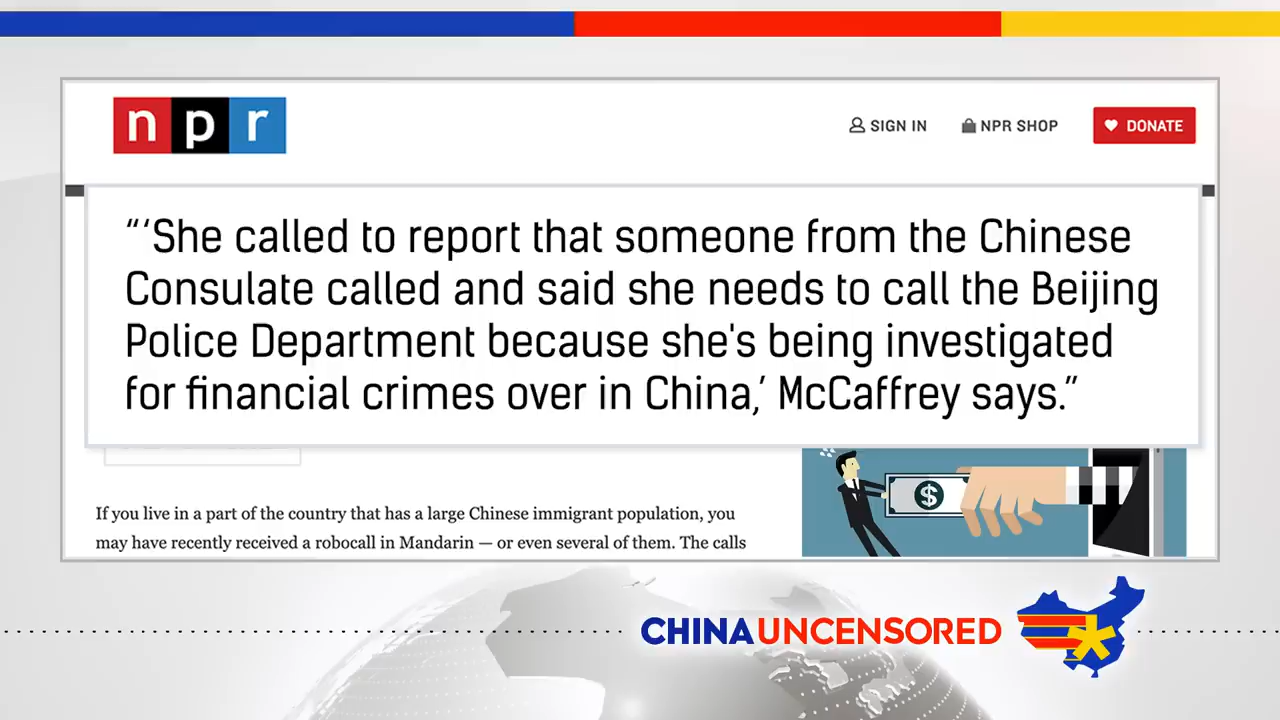 npr
SIGN IN
NPR SHOP
DONATE
“‘She called to report that someone from the Chinese
Consulate called and said she needs to call the Beijing
Police Department because she's being investigated
for financial crimes over in China,’ McCaffrey says.”
If you live in a part of the country that has a large Chinese immigrant population, you
may have recently received a robocall in Mandarin — or even several of them. The calls
$
CHINAUNCENSORED